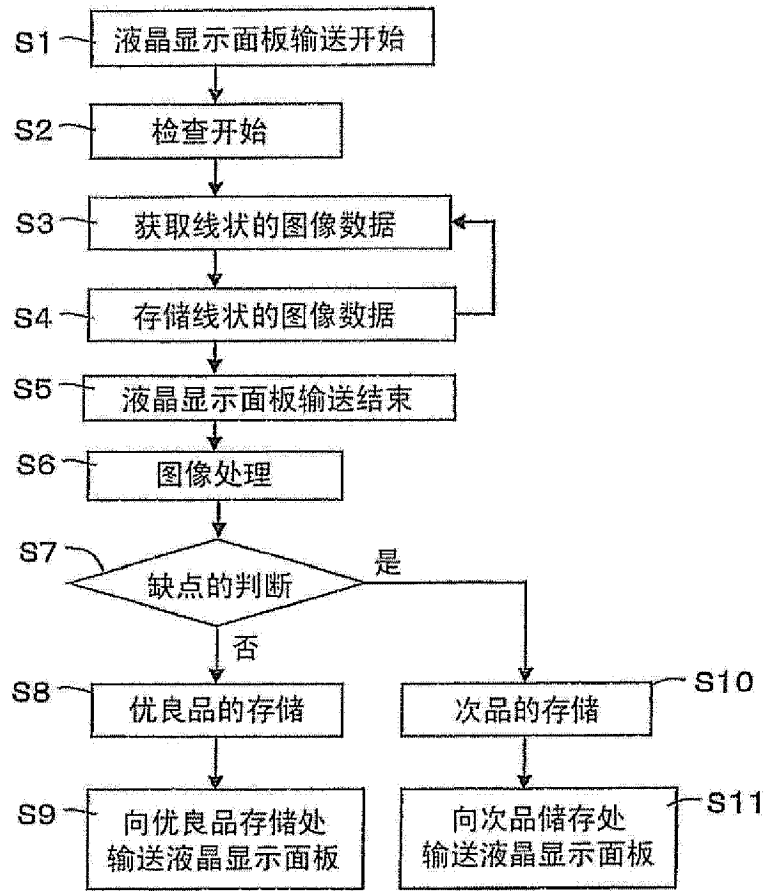 S1 液晶显示面板输送开始
S2 检查开始
S3 获取线状的图像数据
S4 存储线状的图像数据
S5 液晶显示面板输送结束
S6 图像处理
S7 缺点的判断 是
否
S8 优良品的存储
次品的存储 S10
S9 向优良品存储处
输送液晶显示面板
向次品储存处 S11
输送液晶显示面板